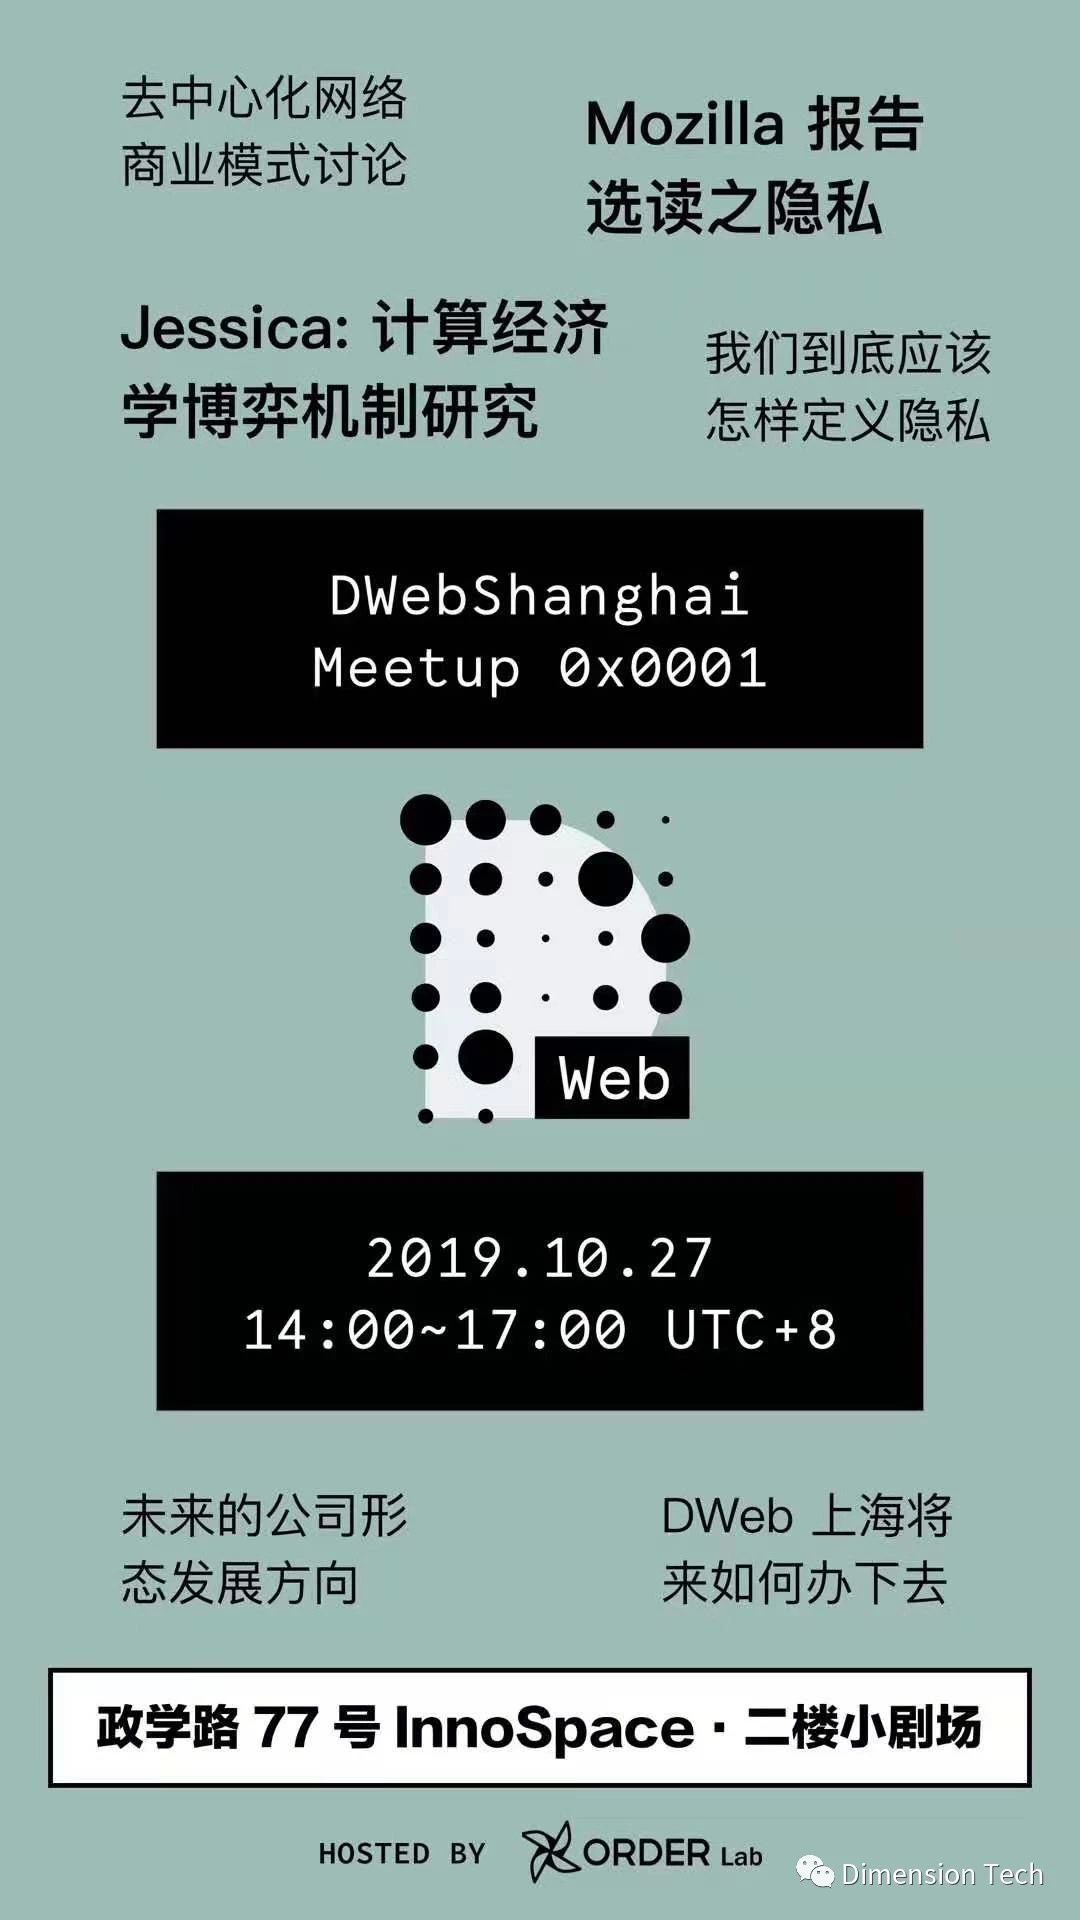 去中心化网络
商业模式讨论
Mozilla 报告
选读之隐私
Jessica: 计算经济
学博弈机制研究
我们到底应该
怎样定义隐私
DWebShanghai
Meetup 0x0001
Web
2019.10.27
14:00~17:00 UTC+8
未来的公司形
态发展方向
DWeb 上海将
来如何办下去
政学路 77 号 InnoSpace · 二楼小剧场
HOSTED BY ORDER Lab
Dimension Tech